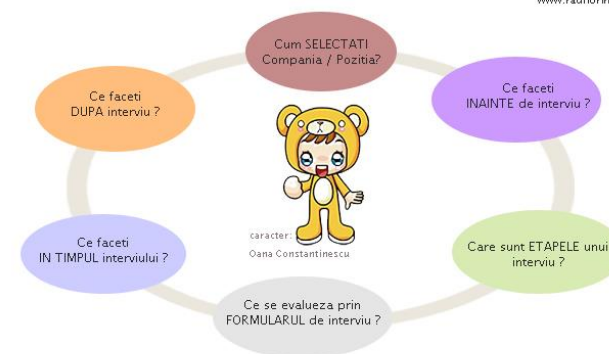 Cum SELECTATI
Compania / Pozitia?
Ce faceti
INAINTE de interviu ?
Care sunt ETAPELE unui
interviu ?
Ce se evalueza prin
FORMULARUL de interviu ?
Ce faceti
IN TIMPUL interviului ?
Ce faceti
DUPA interviu ?
caracter:
Oana Constantinescu